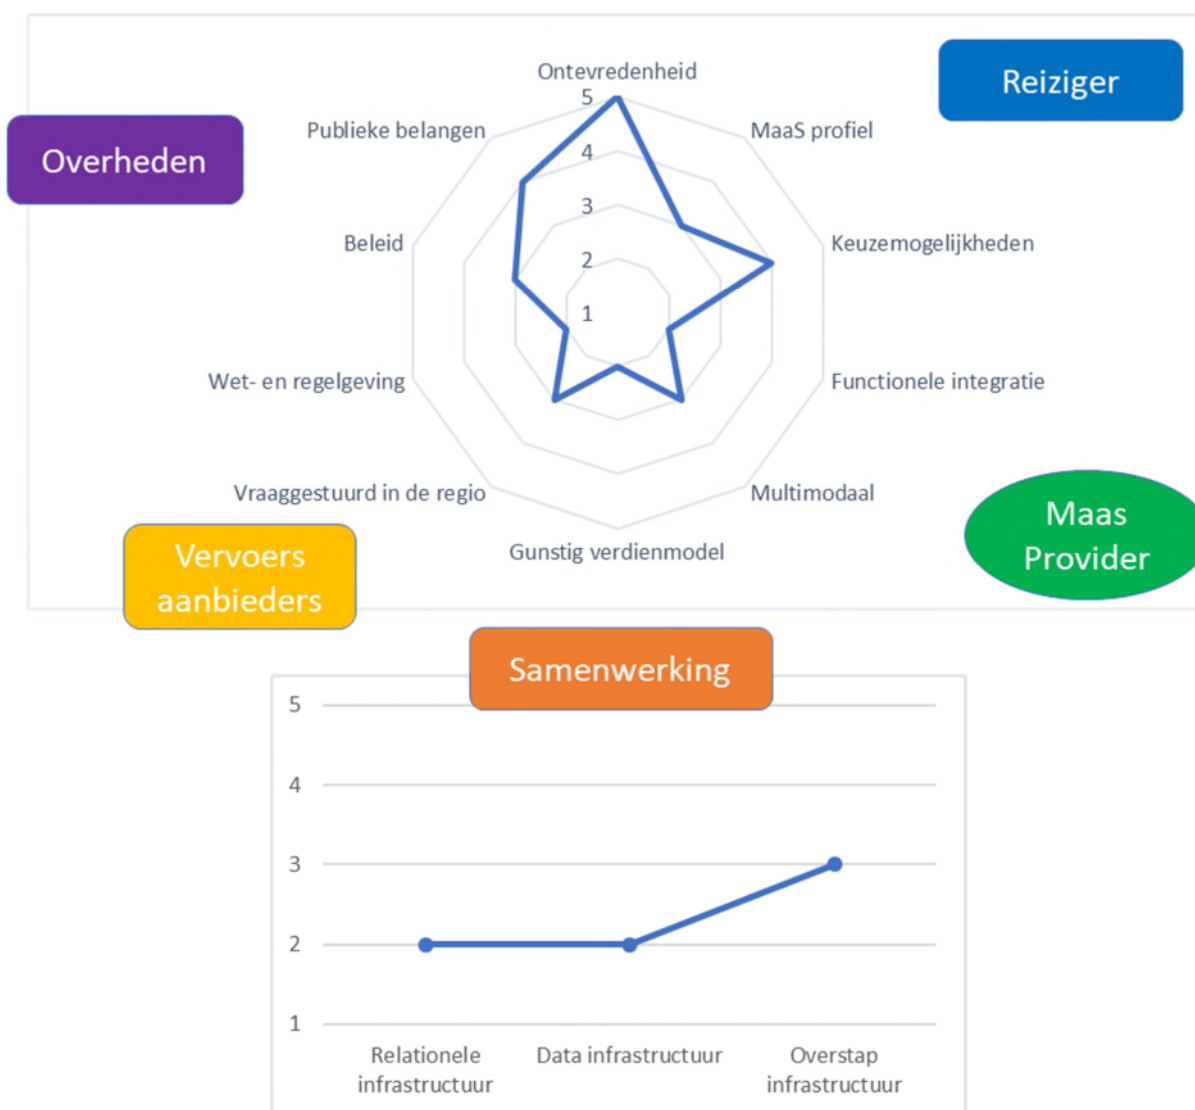 Ontevredenheid
Reiziger
5
Publieke belangen
MaaS profiel
Overheden
4
3
Beleid
Keuzemogelijkheden
2
1
Wet- en regelgeving
Functionele integratie
Vraaggestuurd in de regio
Multimodaal
Gunstig verdienmodel
Maas
Provider
Vervoers
aanbieders
Samenwerking
5
4
3
2
1
Relationele
infrastructuur
Data infrastructuur
Overstap
infrastructuur